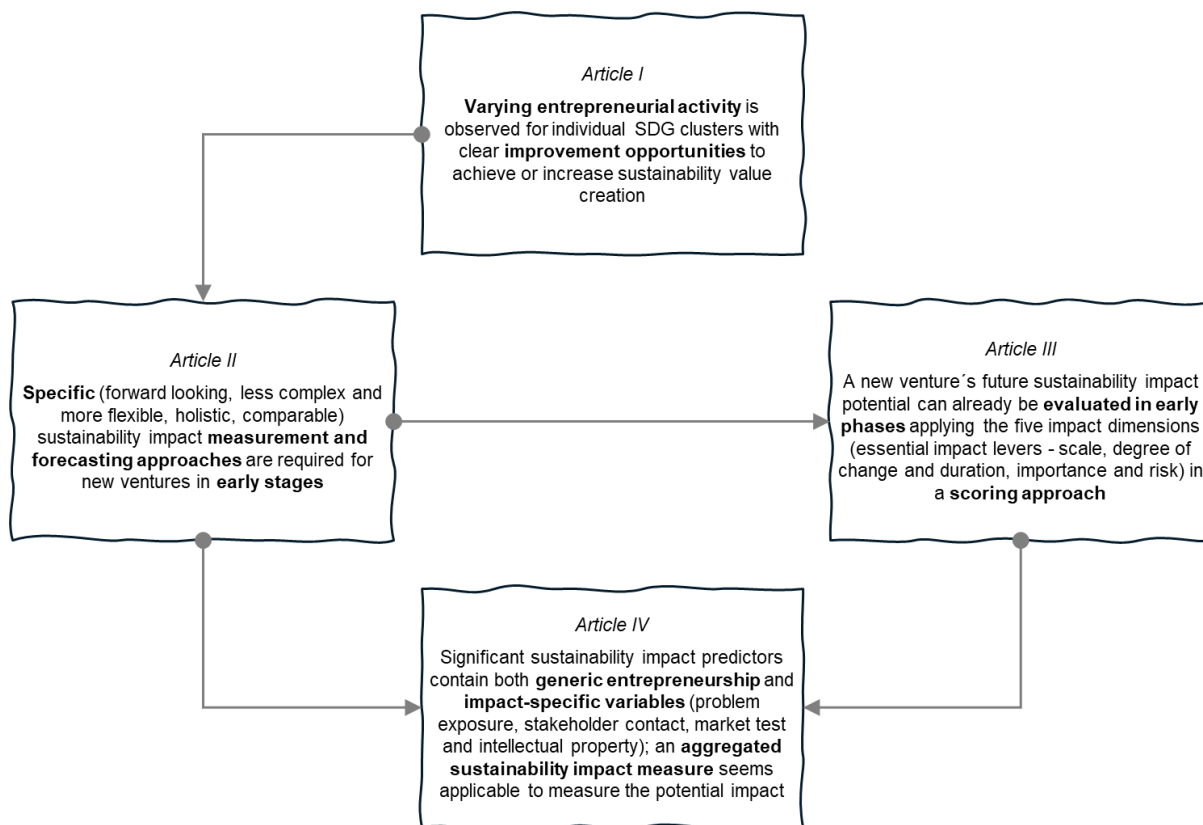 Article I
Varying entrepreneurial activity is
observed for individual SDG clusters with
clear improvement opportunities to
achieve or increase sustainability value
creation
Article II
Specific (forward looking, less complex and
more flexible, holistic, comparable)
sustainability impact measurement and
forecasting approaches are required for
new ventures in early stages
Article III
A new venture´s future sustainability impact
potential can already be evaluated in early
phases applying the five impact dimensions
(essential impact levers - scale, degree of
change and duration, importance and risk) in
a scoring approach
Article IV
Significant sustainability impact predictors
contain both generic entrepreneurship and
impact-specific variables (problem
exposure, stakeholder contact, market test
and intellectual property); an aggregated
sustainability impact measure seems
applicable to measure the potential impact